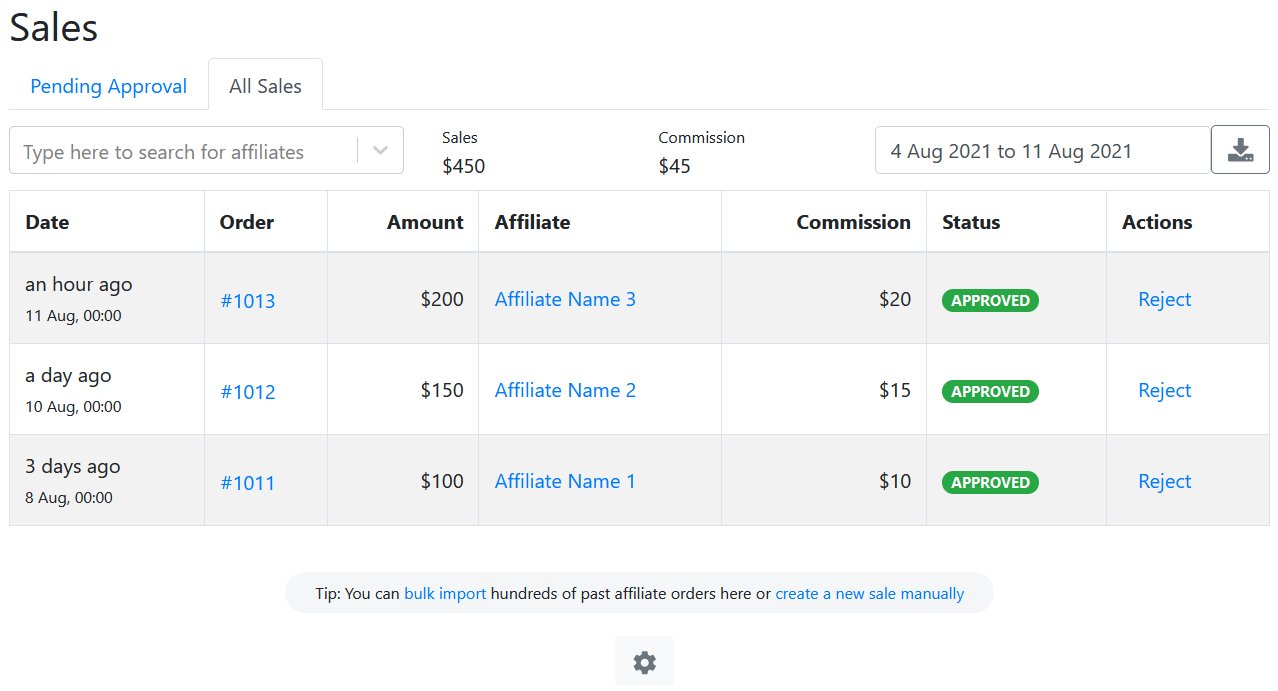 Sales
Pending Approval
All Sales
Type here to search for affiliates
Sales
$450
Commission
$45
4 Aug 2021 to 11 Aug 2021
Date Order Amount Affiliate Commission Status Actions
an hour ago
11 Aug, 00:00
#1013 $200 Affiliate Name 3 $20 APPROVED Reject
a day ago
10 Aug, 00:00
#1012 $150 Affiliate Name 2 $15 APPROVED Reject
3 days ago
8 Aug, 00:00
#1011 $100 Affiliate Name 1 $10 APPROVED Reject
Tip: You can bulk import hundreds of past affiliate orders here or create a new sale manually